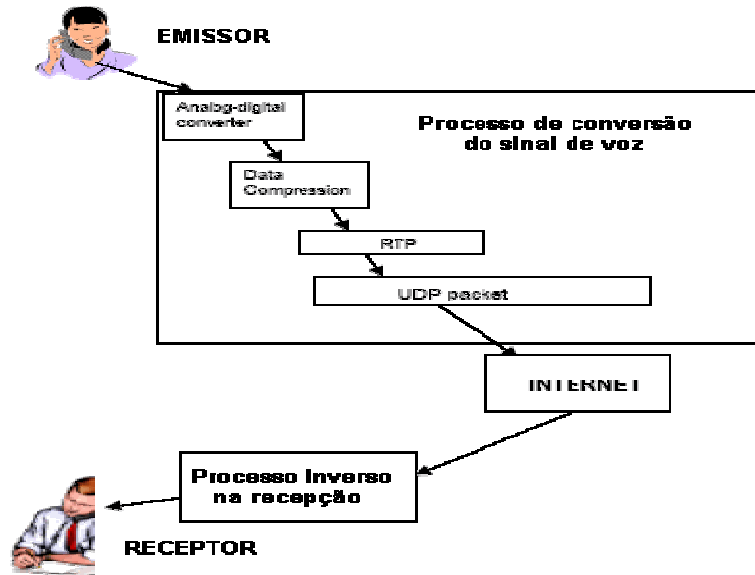 EMISSOR
Analog-digital
converter
Processo de conversão
do sinal de voz
Data
Compression
RTP
UDP packet
INTERNET
Processo Inverso
na recepção
RECEPTOR